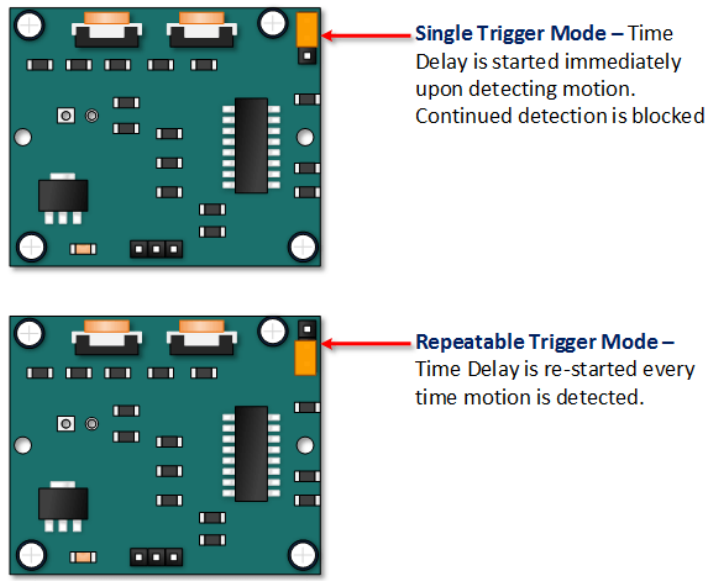 Single Trigger Mode – Time
Delay is started immediately
upon detecting motion.
Continued detection is blocked
Repeatable Trigger Mode –
Time Delay is re-started every
time motion is detected.